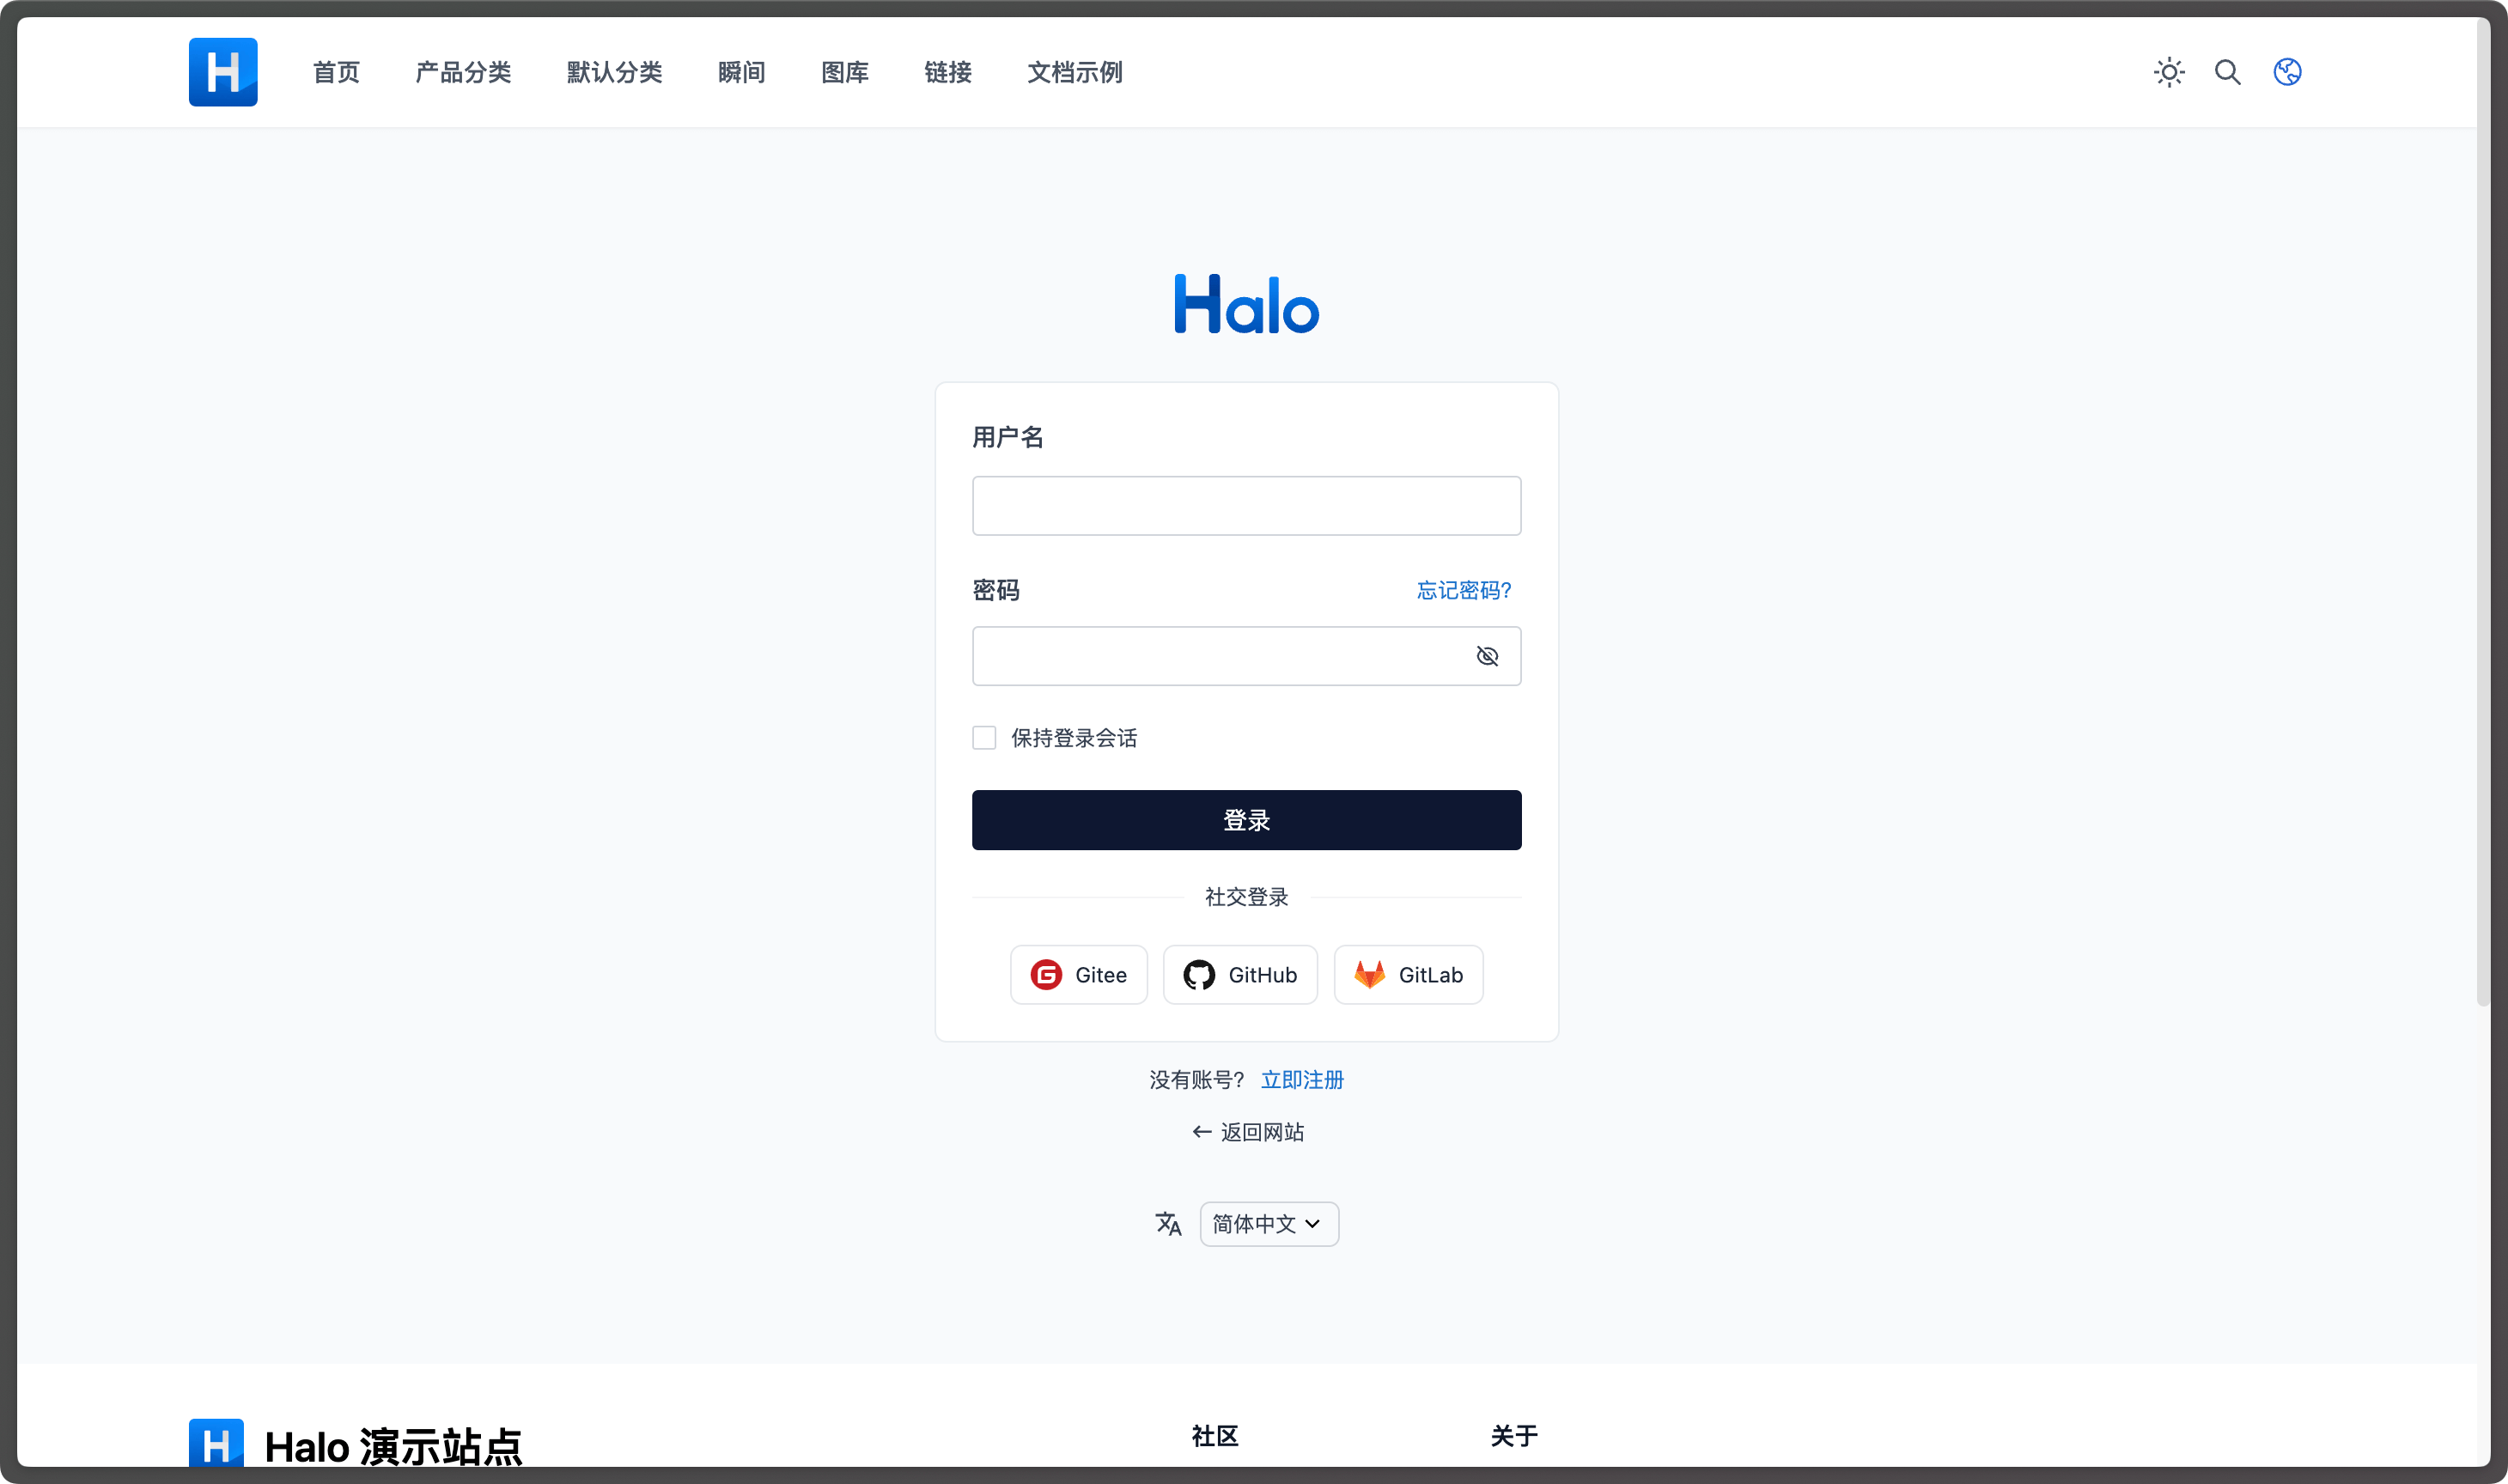 H 首页 产品分类 默认分类 瞬间 图库 链接 文档示例
Halo
用户名
密码 忘记密码?
保持登录会话
登录
社交登录
Gitee GitHub GitLab
没有账号? 立即注册
← 返回网站
文A 简体中文
H Halo 演示站点 社区 关于